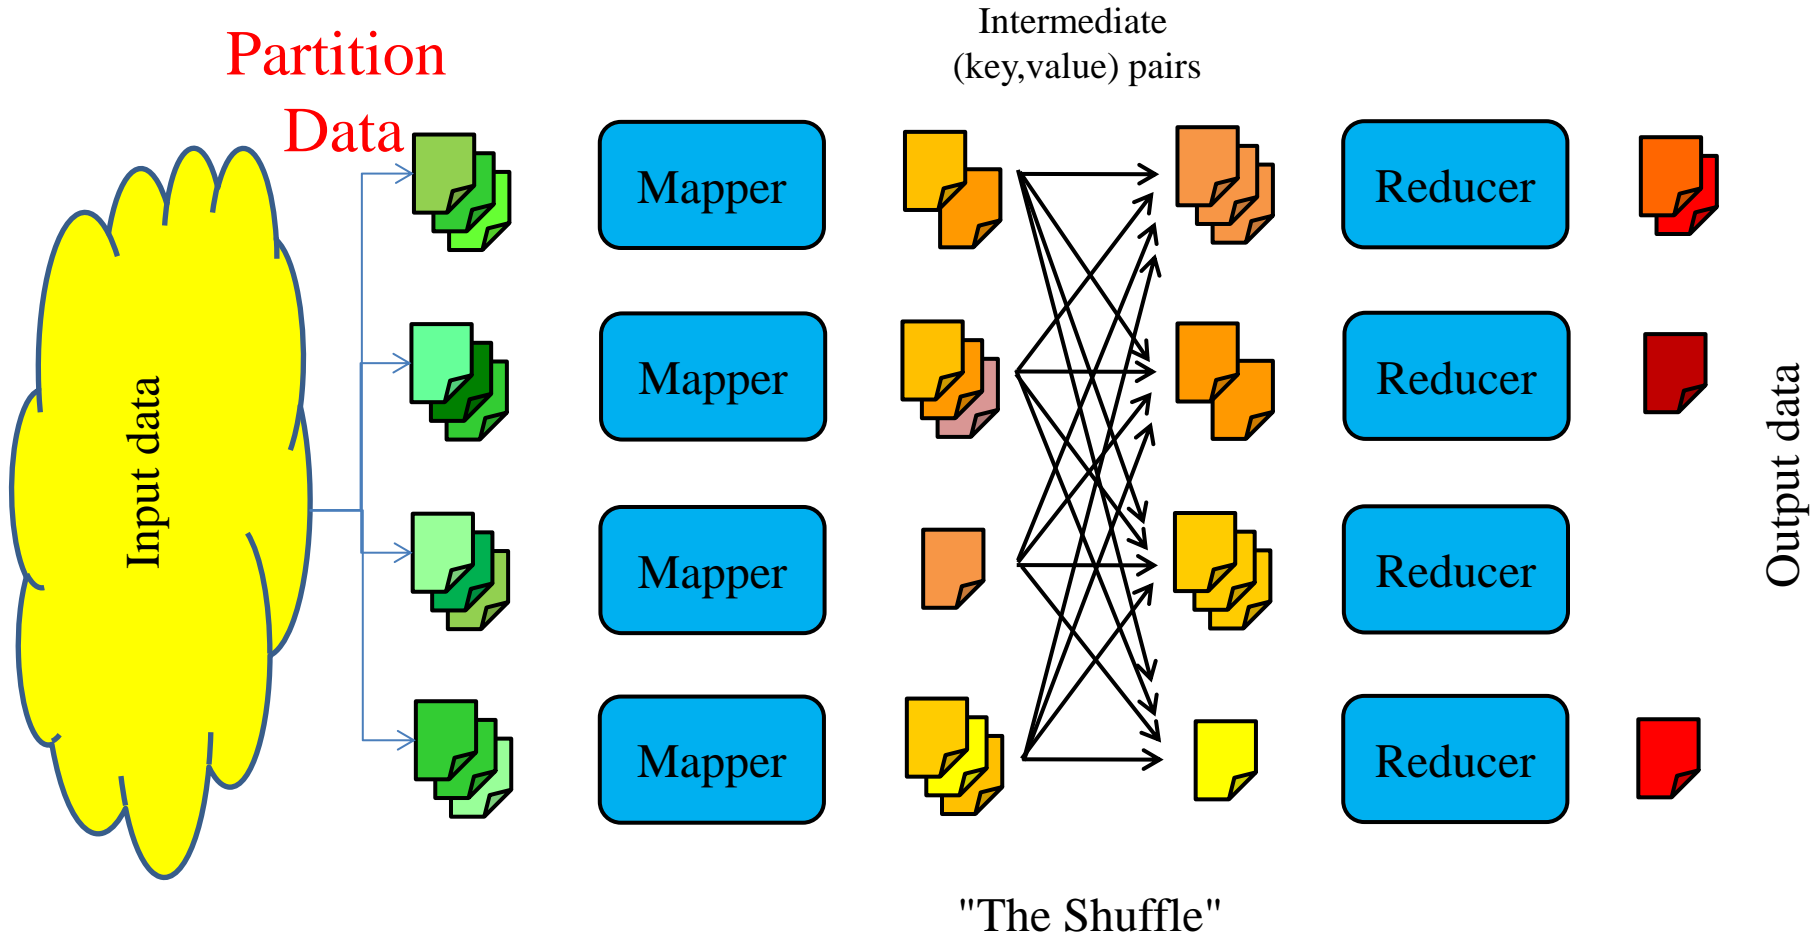 Partition
Data
Intermediate
(key,value) pairs
Input data
Mapper
Reducer
Mapper
Reducer
Mapper
Reducer
Mapper
Reducer
Output data
"The Shuffle"